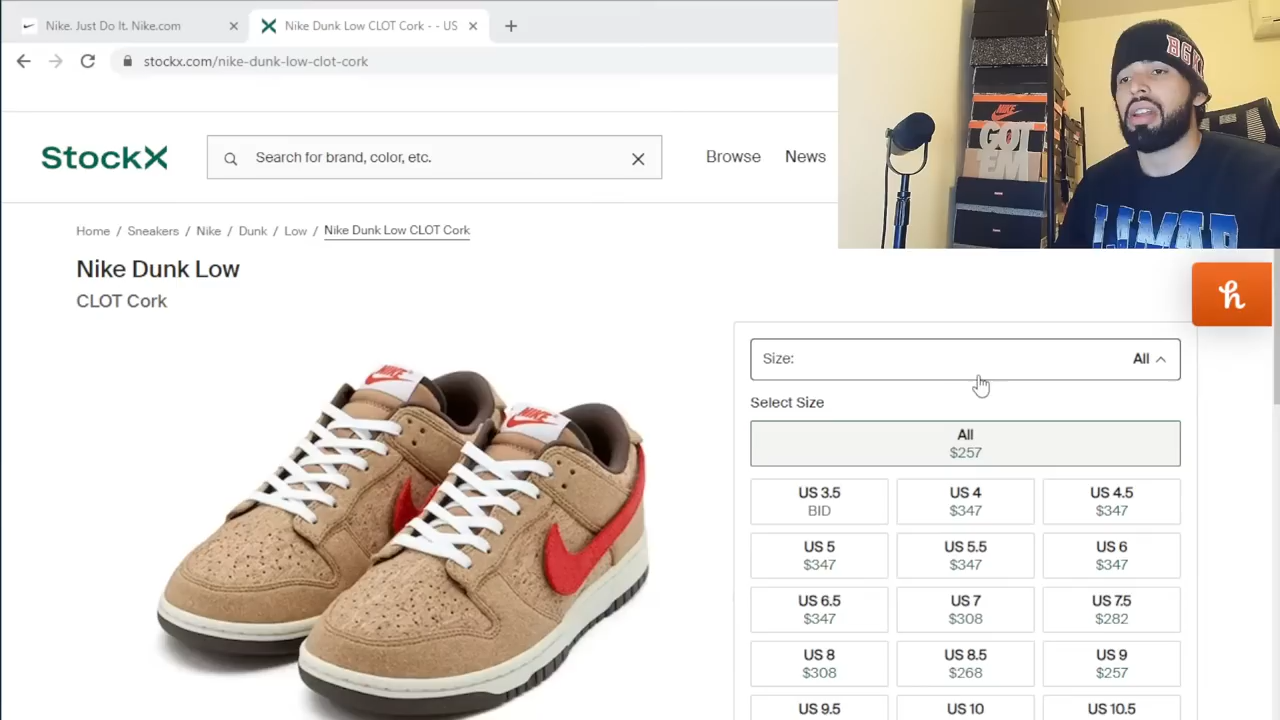 Nike. Just Do It. Nike.com
Nike Dunk Low CLOT Cork - - US
stockx.com/nike-dunk-low-clot-cork
StockX
Search for brand, color, etc.
Browse
News
Home / Sneakers / Nike / Dunk / Low / Nike Dunk Low CLOT Cork
Nike Dunk Low
CLOT Cork
Size:
All
Select Size
All
$257
US 3.5
BID
US 4
$347
US 4.5
$347
US 5
$347
US 5.5
$347
US 6
$347
US 6.5
$347
US 7
$308
US 7.5
$282
US 8
$308
US 8.5
$268
US 9
$257
US 9.5
US 10
US 10.5
NIKE
NIKE
h
NIKE
GOT
'EM